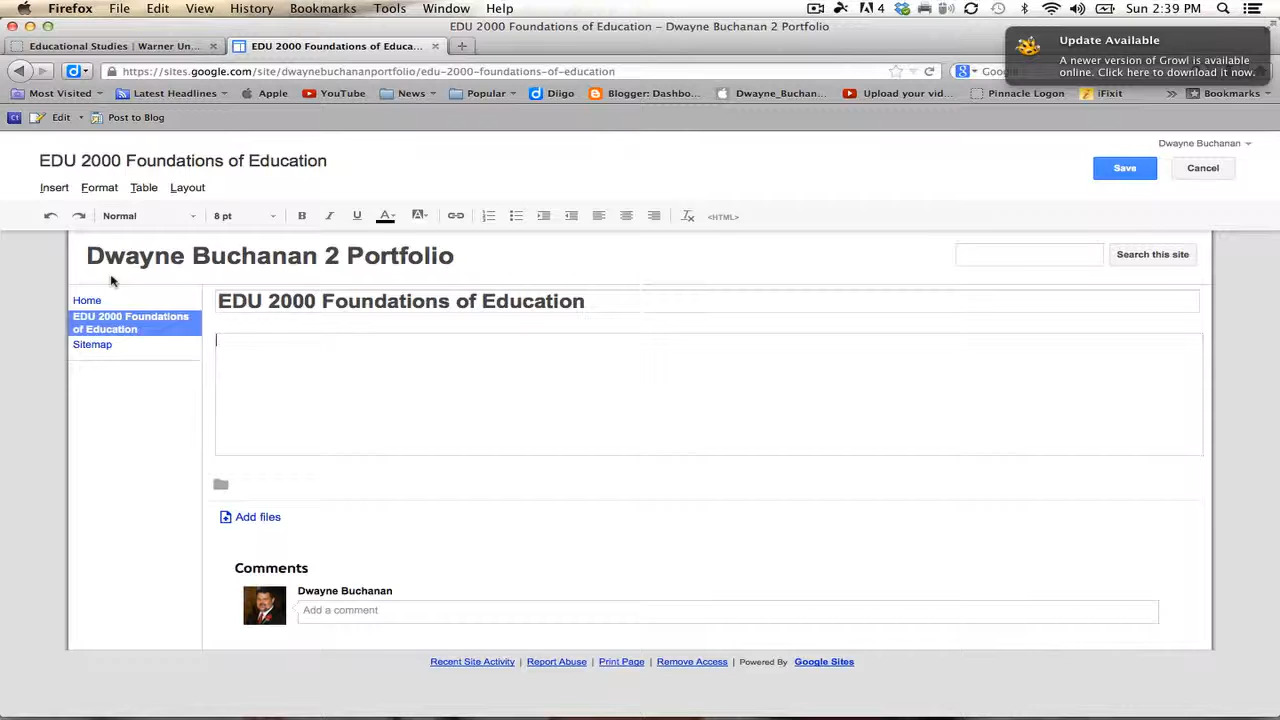 Firefox File Edit View History Bookmarks Tools Window Help 4 Sun 2:39 PM
EDU 2000 Foundations of Education – Dwayne Buchanan 2 Portfolio
Educational Studies | Warner Un... EDU 2000 Foundations of Educa...
Update Available
A newer version of Growl is available
online. Click here to download it now.
https://sites.google.com/site/dwaynebuchananportfolio/edu-2000-foundations-of-education
Most Visited Latest Headlines Apple YouTube News Popular Diigo Blogger: Dashbo... Dwayne_Buchan... Upload your vid... Pinnacle Logon iFixit Bookmarks
Edit Post to Blog
Dwayne Buchanan
EDU 2000 Foundations of Education
Save Cancel
Insert Format Table Layout
Normal 8 pt B I U A A <HTML>
Dwayne Buchanan 2 Portfolio
Search this site
Home
EDU 2000 Foundations of Education
EDU 2000 Foundations
of Education
Sitemap
Add files
Comments
Dwayne Buchanan
Add a comment
Recent Site Activity | Report Abuse | Print Page | Remove Access | Powered By Google Sites